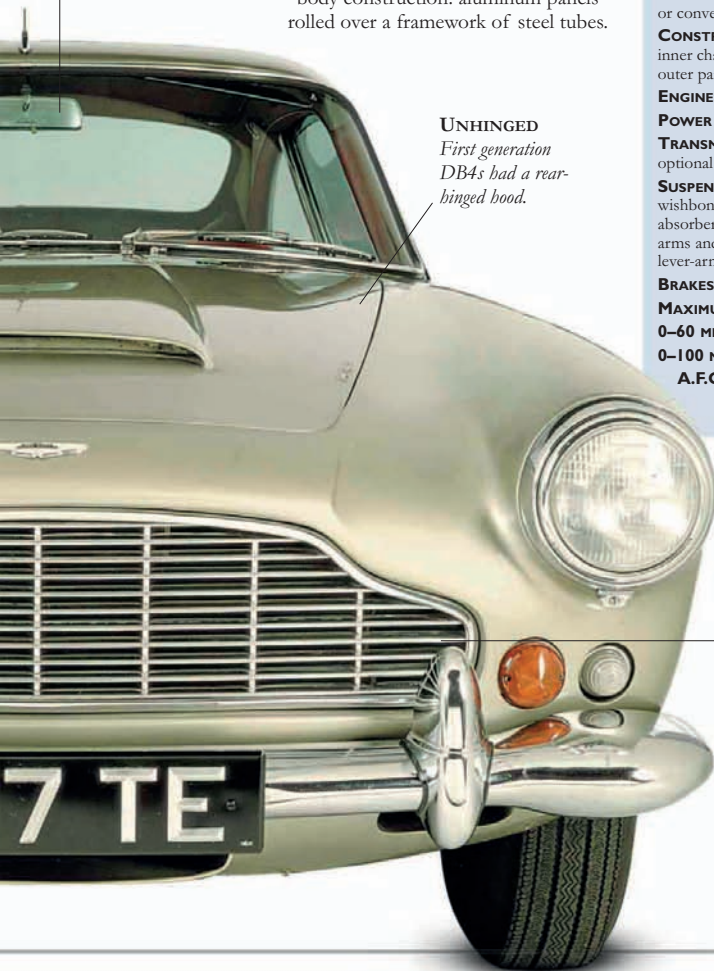 body construction: aluminum panels
rolled over a framework of steel tubes.
UNHINGED
First generation
DB4s had a rear-
hinged hood.
7 TE
or conve
CONSTR
inner cha
outer pa
ENGINE
POWER
TRANSM
optional
SUSPEN
wishbon
absorber
arms and
lever-arm
BRAKES
MAXIMU
0–60 MI
0–100 M
A.F.C